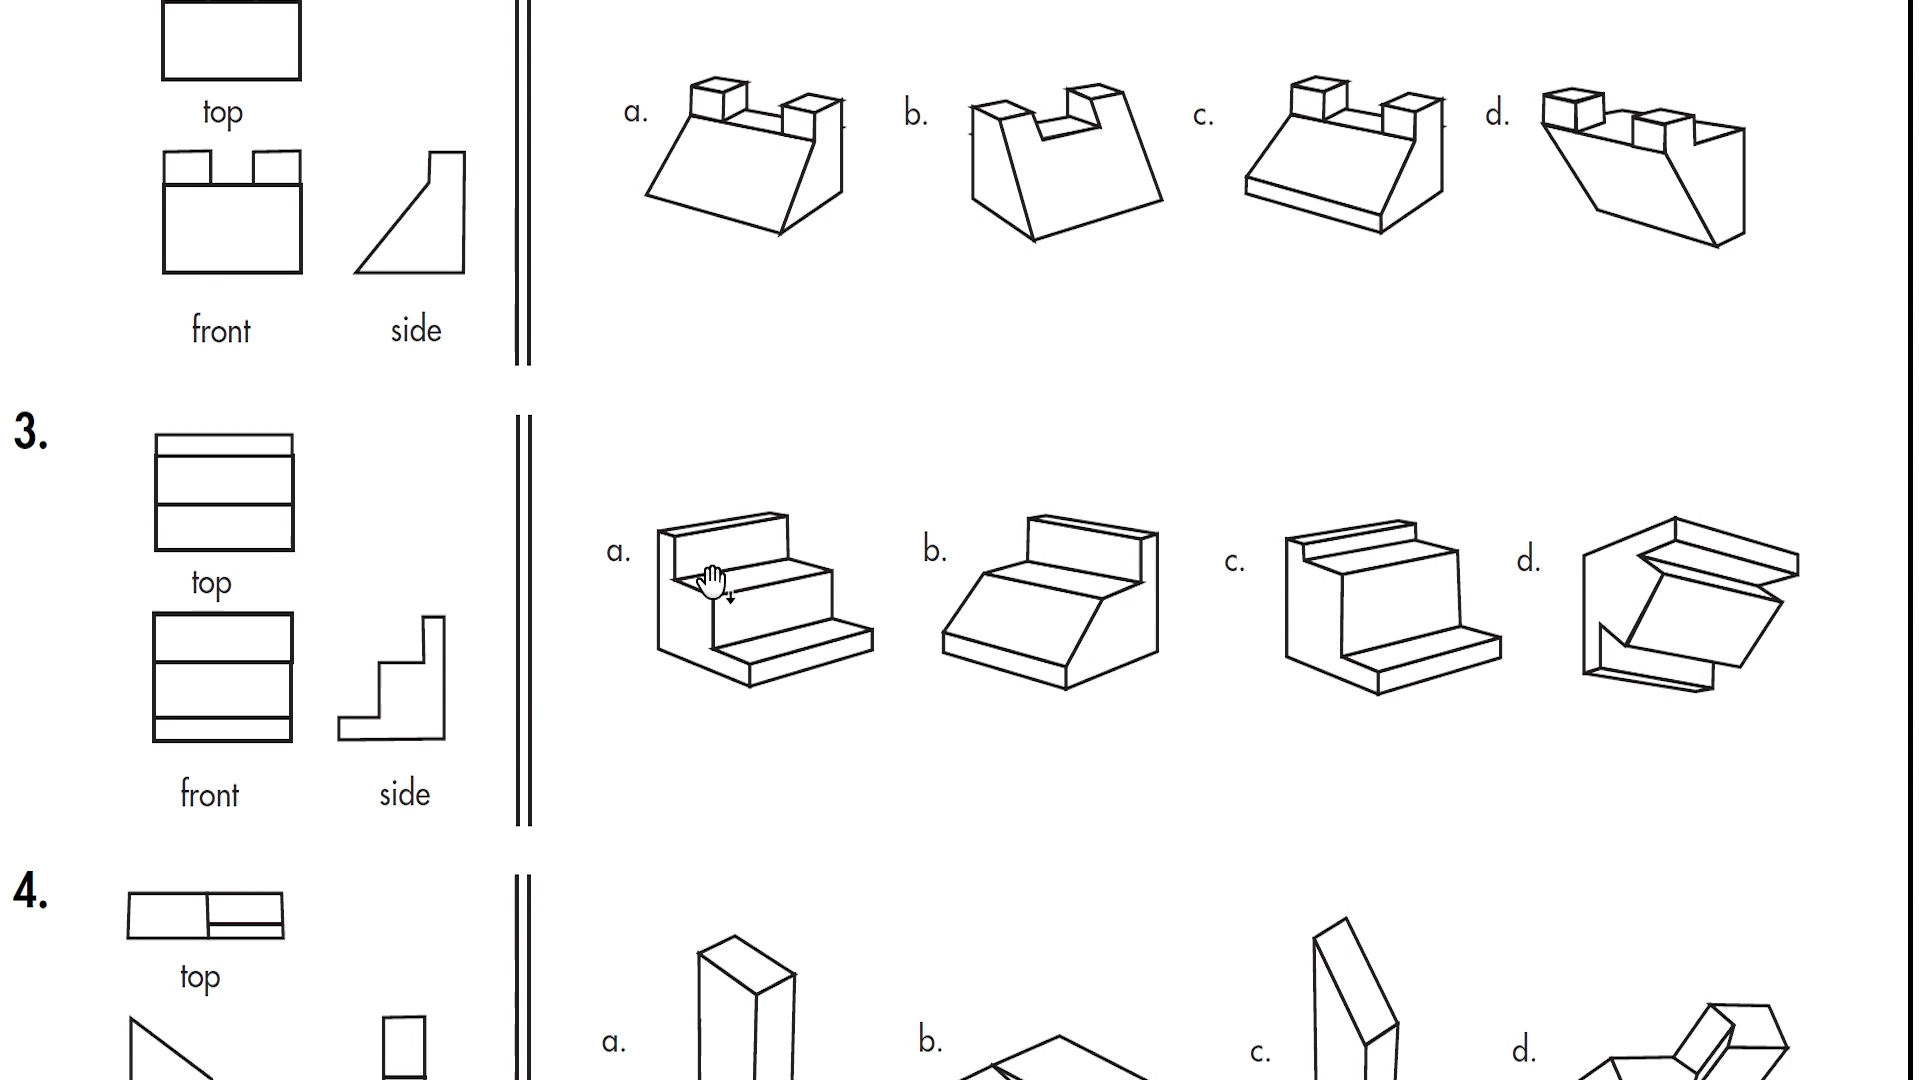 top
a. b. c. d.
front side
3.
top
a. b. c. d.
front side
4.
top
a. b. c. d.